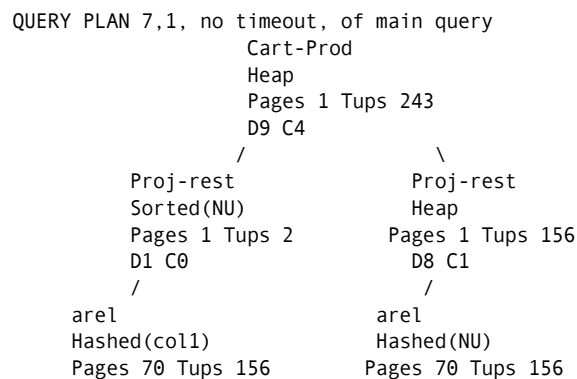 QUERY PLAN 7,1, no timeout, of main query
Cart-Prod
Heap
Pages 1 Tups 243
D9 C4
/ \
Proj-rest Proj-rest
Sorted(NU) Heap
Pages 1 Tups 2 Pages 1 Tups 156
D1 C0 D8 C1
/ /
arel arel
Hashed(col1) Hashed(NU)
Pages 70 Tups 156 Pages 70 Tups 156